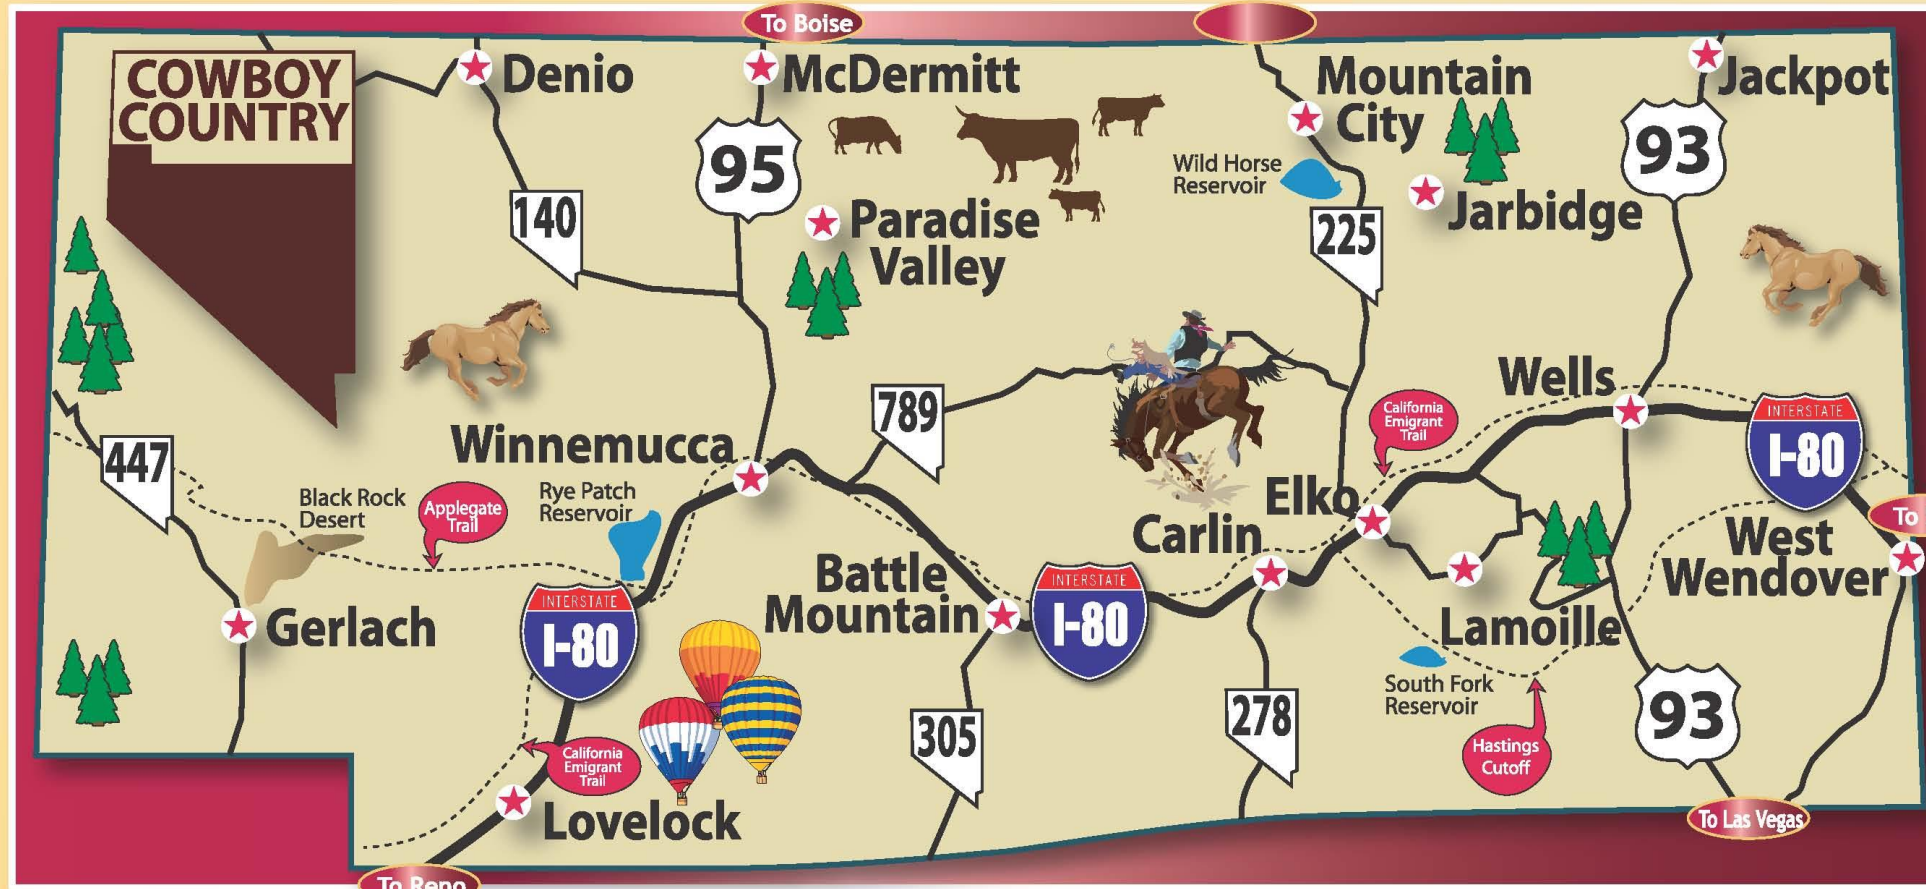 To Boise
COWBOY
COUNTRY
Denio
McDermitt
Mountain
City
Jackpot
95
93
Wild Horse
Reservoir
Jarbidge
140
Paradise
Valley
225
Wells
789
California
Emigrant
Trail
INTERSTATE
I-80
Winnemucca
447
Black Rock
Desert
Applegate
Trail
Rye Patch
Reservoir
Elko
Carlin
To
West
Wendover
Battle
Mountain
INTERSTATE
I-80
INTERSTATE
I-80
Gerlach
Lamoille
South Fork
Reservoir
305
278
93
Hastings
Cutoff
California
Emigrant
Trail
Lovelock
To Las Vegas
To Reno